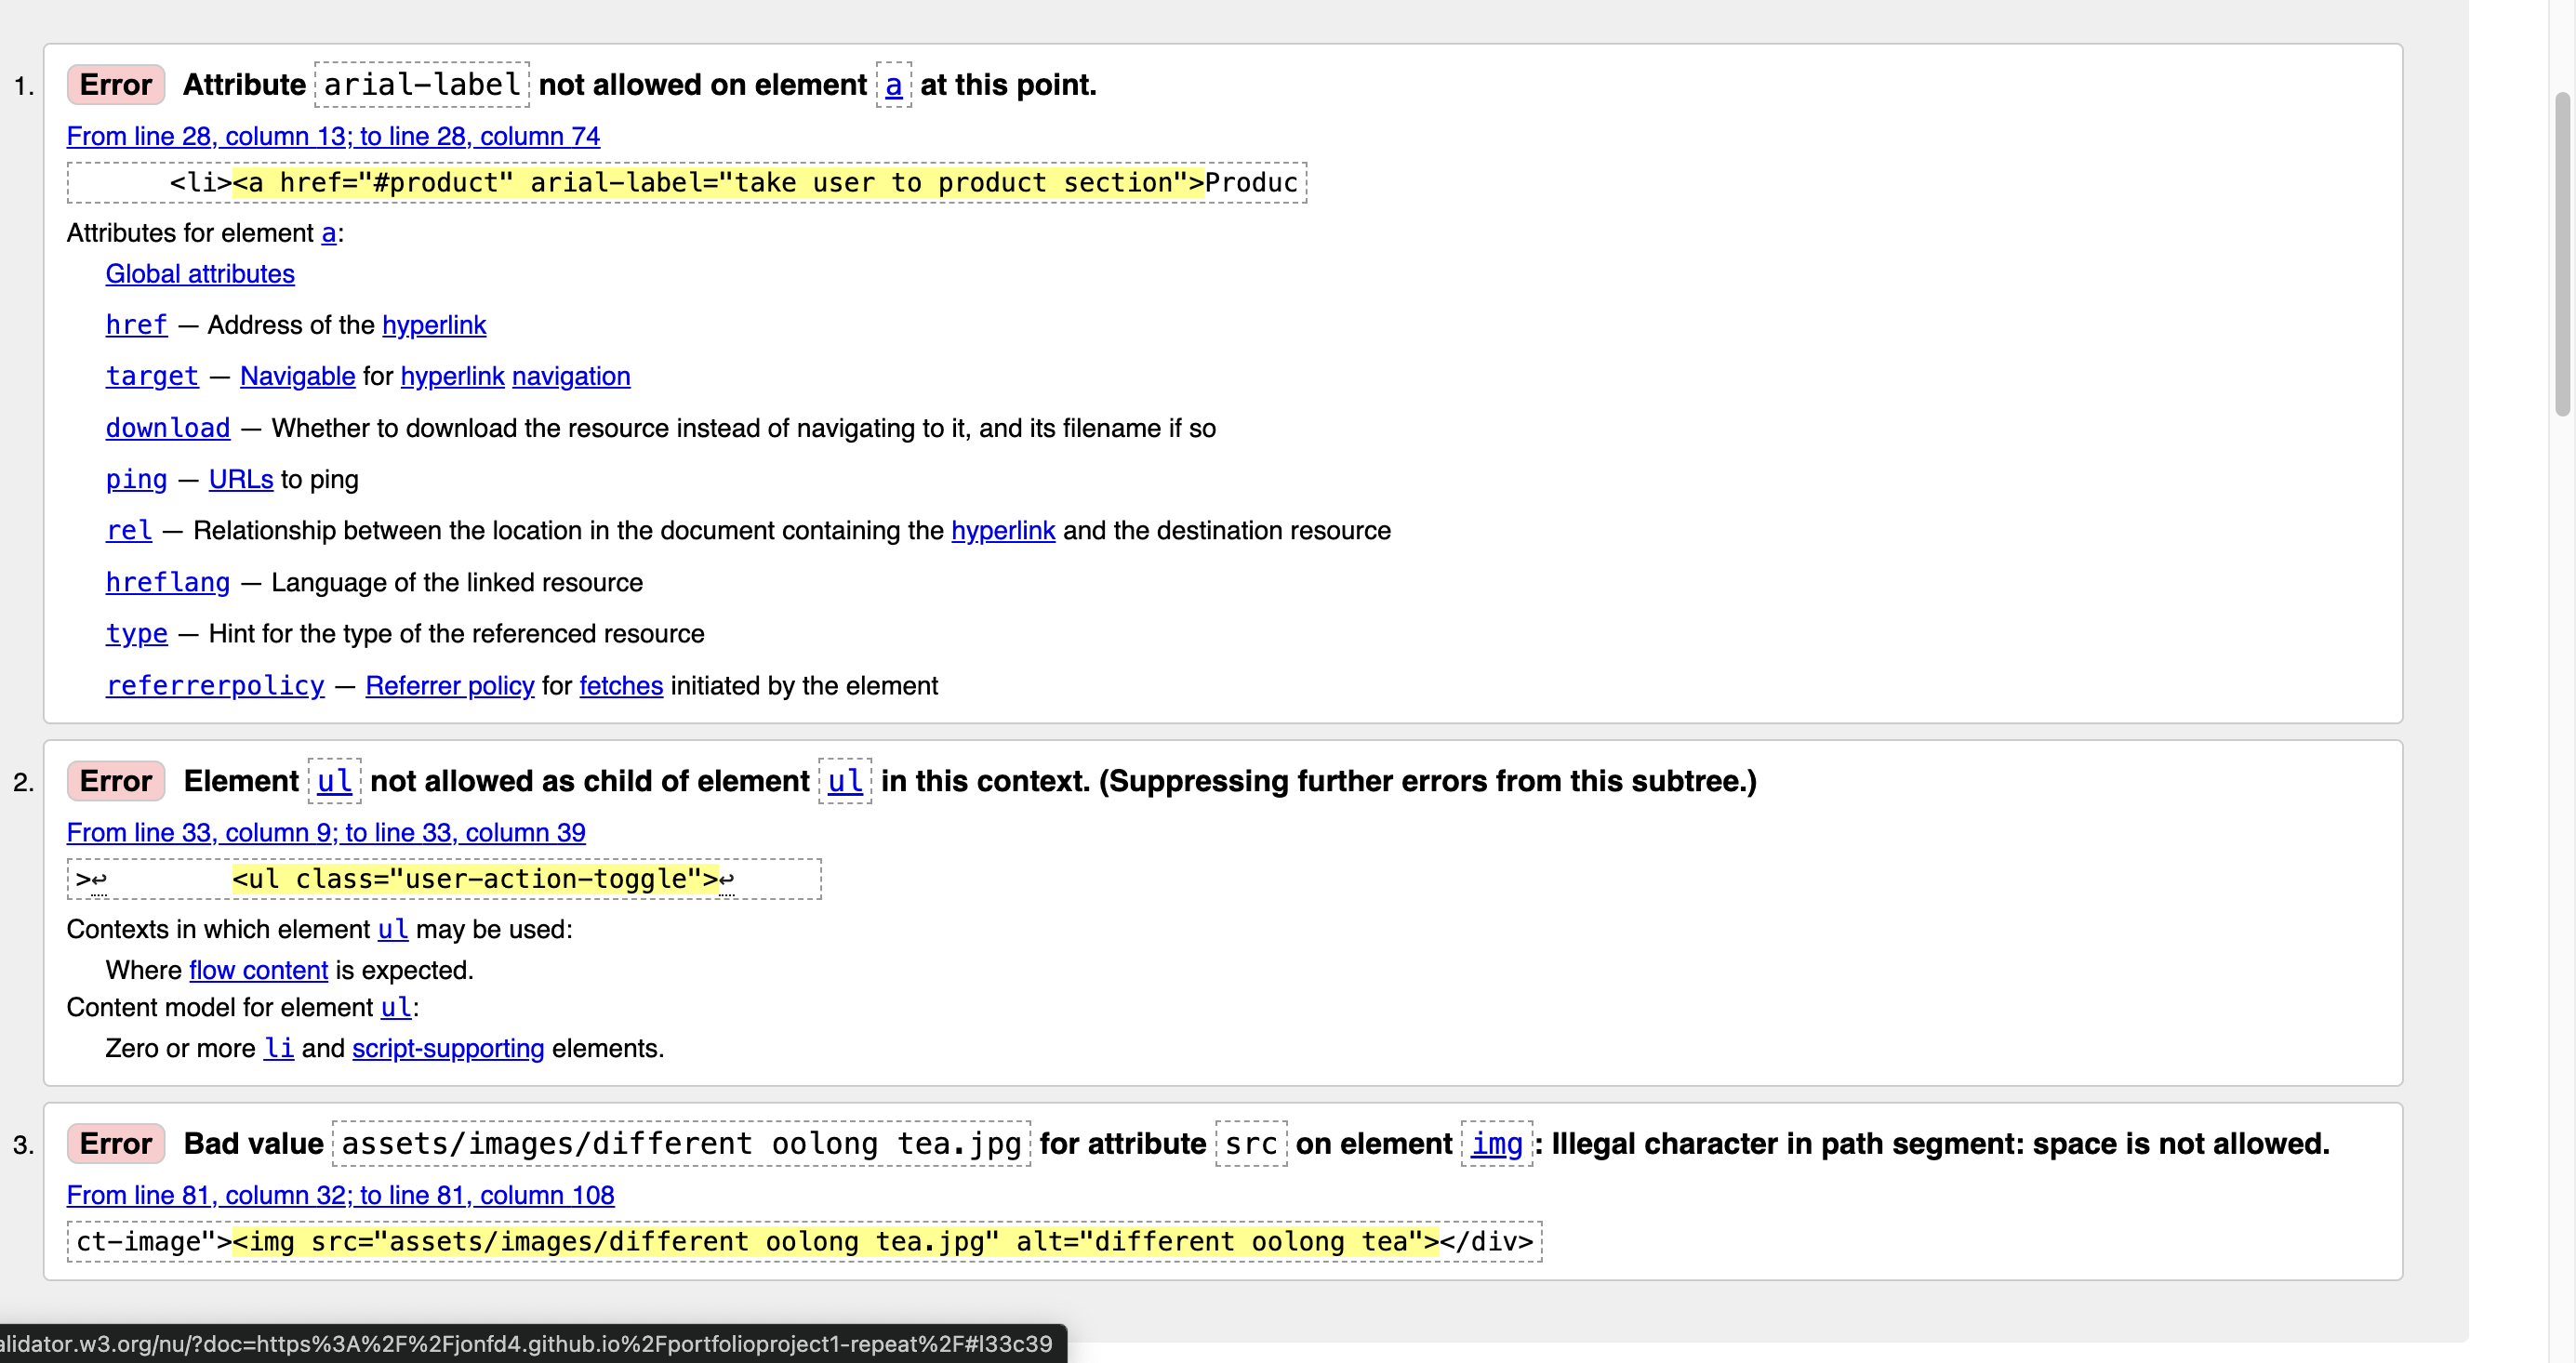 1. Error Attribute arial-label not allowed on element a at this point.
From line 28, column 13; to line 28, column 74
<li><a href="#product" arial-label="take user to product section">Produc
Attributes for element a:
Global attributes
href — Address of the hyperlink
target — Navigable for hyperlink navigation
download — Whether to download the resource instead of navigating to it, and its filename if so
ping — URLs to ping
rel — Relationship between the location in the document containing the hyperlink and the destination resource
hreflang — Language of the linked resource
type — Hint for the type of the referenced resource
referrerpolicy — Referrer policy for fetches initiated by the element
2. Error Element ul not allowed as child of element ul in this context. (Suppressing further errors from this subtree.)
From line 33, column 9; to line 33, column 39
>↩ <ul class="user-action-toggle">↩
Contexts in which element ul may be used:
Where flow content is expected.
Content model for element ul:
Zero or more li and script-supporting elements.
3. Error Bad value assets/images/different oolong tea.jpg for attribute src on element img: Illegal character in path segment: space is not allowed.
From line 81, column 32; to line 81, column 108
ct-image"><img src="assets/images/different oolong tea.jpg" alt="different oolong tea"></div>
alidator.w3.org/nu/?doc=https%3A%2F%2Fjonfd4.github.io%2Fportfolioproject1-repeat%2F#l33c39